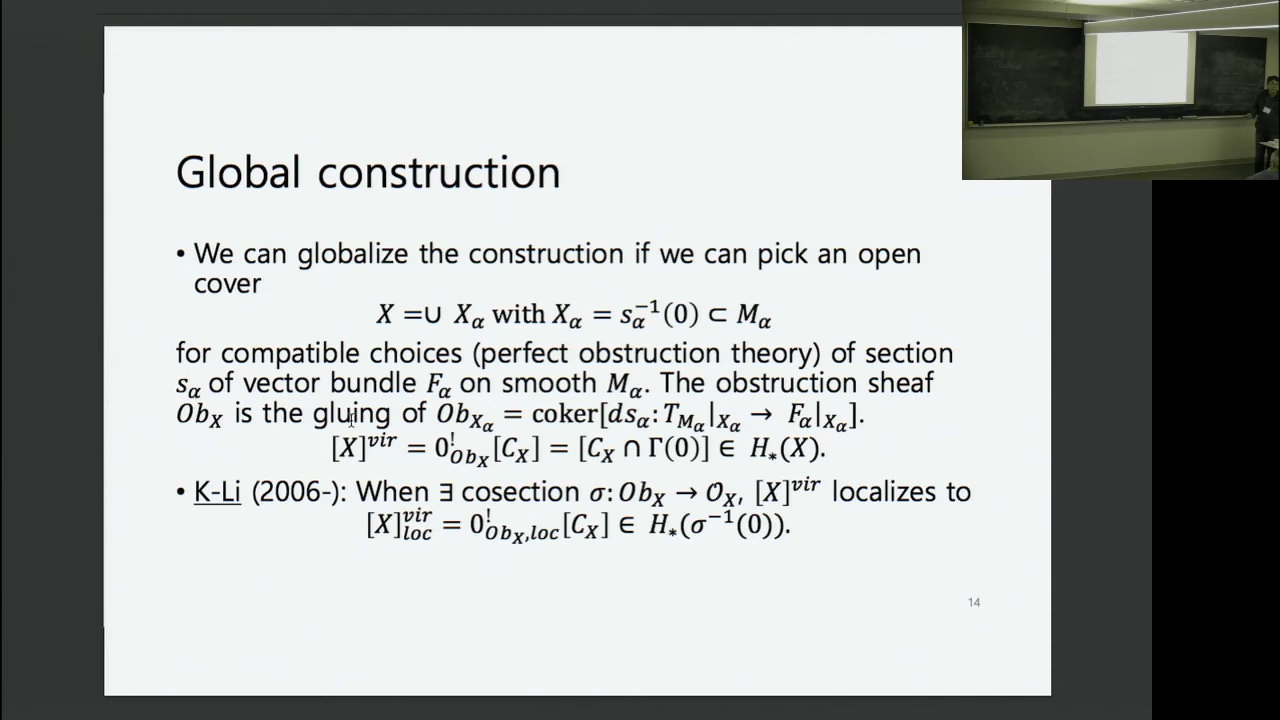 Global construction
• We can globalize the construction if we can pick an open
cover
X =∪ X_α with X_α = s_α^{-1}(0) ⊂ M_α
for compatible choices (perfect obstruction theory) of section
s_α of vector bundle F_α on smooth M_α. The obstruction sheaf
Ob_X is the gluing of Ob_{X_α} = coker[ds_α: T_{M_α}|_{X_α} → F_α|_{X_α}].
[X]^{vir} = 0^!_{Ob_X}[C_X] = [C_X ∩ Γ(0)] ∈ H_*(X).
• K-Li (2006-): When ∃ cosection σ: Ob_X → O_X, [X]^{vir} localizes to
[X]^{vir}_{loc} = 0^!_{Ob_X,loc}[C_X] ∈ H_*(σ^{-1}(0)).
14